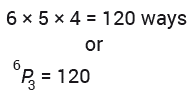 6 × 5 × 4 = 120 ways
or
⁶P₃ = 120